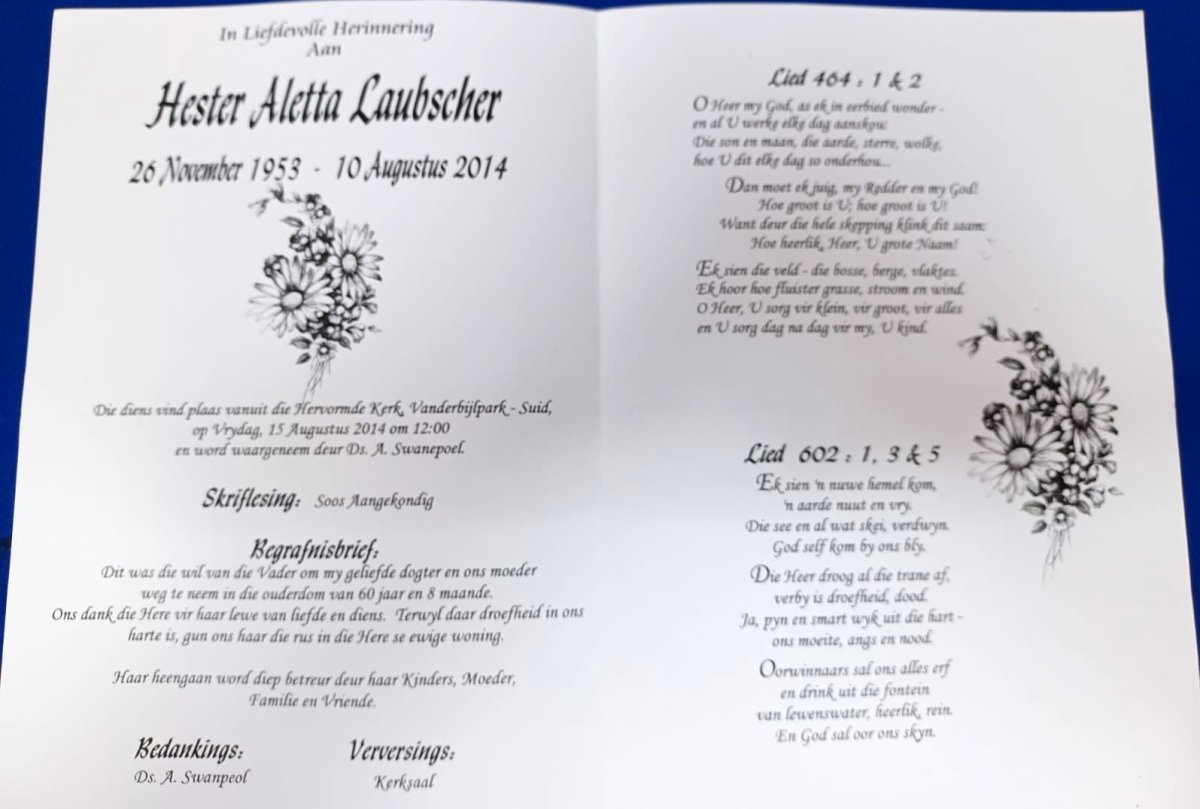 In Liefdevolle Herinnering
Aan
Hester Aletta Laubscher
26 November 1953 - 10 Augustus 2014
Die diens vind plaas vanuit die Hervormde Kerk, Vanderbijlpark - Suid,
op Vrydag, 15 Augustus 2014 om 12:00
en word waargeneem deur Ds. A. Swanepoel.
Skriflesing: Soos Aangekondig
Begrafnisbrief:
Dit was die wil van die Vader om my geliefde dogter en ons moeder
weg te neem in die ouderdom van 60 jaar en 8 maande.
Ons dank die Here vir haar lewe van liefde en diens. Terwyl daar droefheid in ons
harte is, gun ons haar die rus in die Here se ewige woning.
Haar heengaan word diep betreur deur haar Kinders, Moeder,
Familie en Vriende.
Bedankings: Verversings:
Ds. A. Swanpeol Kerksaal
Lied 464 : 1 & 2
O Heer my God, as ek in eerbied wonder -
en al U werke elke dag aanskou:
Die son en maan, die aarde, sterre, wolke,
hoe U dit elke dag so onderhou...
Dan moet ek juig, my Redder en my God!
Hoe groot is U; hoe groot is U!
Want deur die hele skepping klink dit saam:
Hoe heerlik, Heer, U grote Naam!
Ek sien die veld - die bosse, berge, vlaktes.
Ek hoor hoe fluister grasse, stroom en wind.
O Heer, U sorg vir klein, vir groot, vir alles
en U sorg dag na dag vir my, U kind.
Lied 602 : 1, 3 & 5
Ek sien 'n nuwe hemel kom,
'n aarde nuut en vry.
Die see en al wat skei, verdwyn.
God self kom by ons bly.
Die Heer droog al die trane af,
verby is droefheid, dood.
Ja, pyn en smart wyk uit die hart -
ons moeite, angs en nood.
Oorwinnaars sal ons alles erf
en drink uit die fontein
van lewenswater, heerlik, rein.
En God sal oor ons skyn.